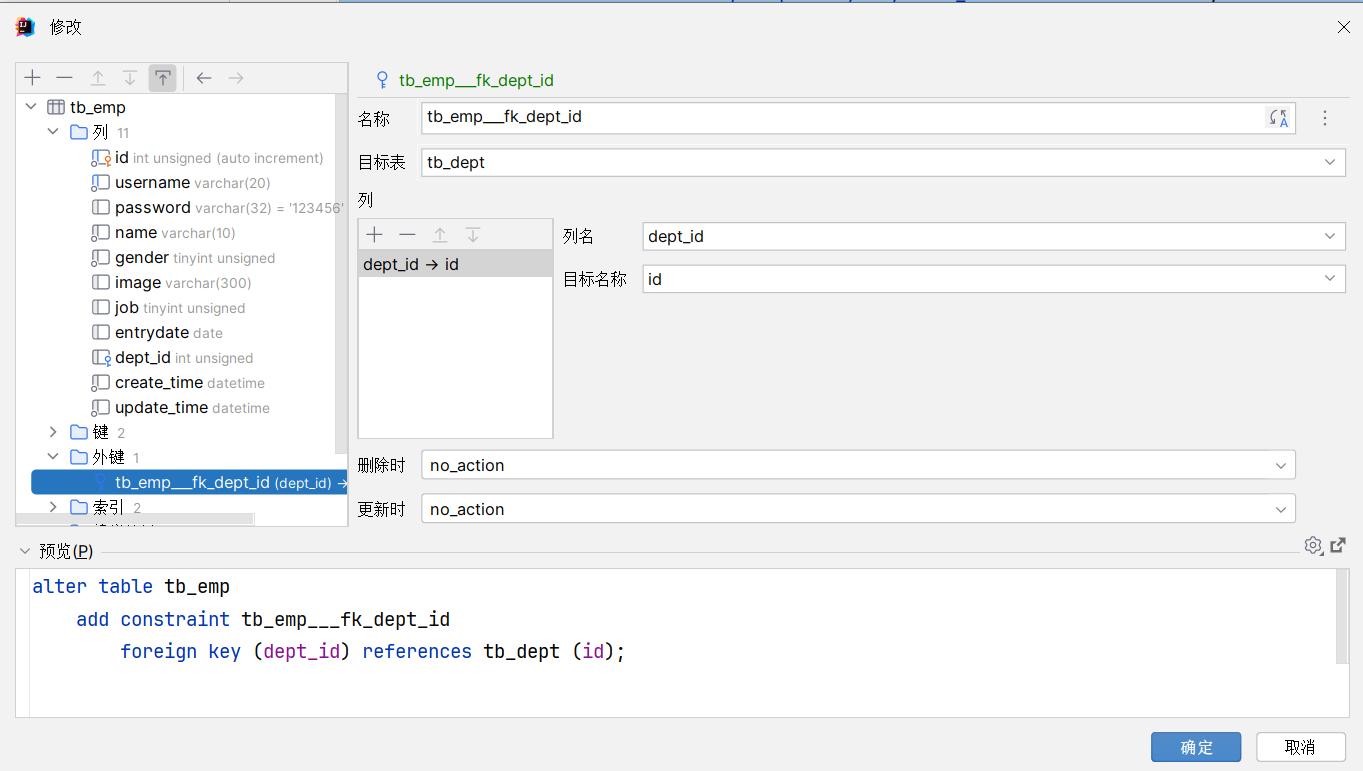 修改
tb_emp
列 11
id int unsigned (auto increment)
username varchar(20)
password varchar(32) = '123456'
name varchar(10)
gender tinyint unsigned
image varchar(300)
job tinyint unsigned
entrydate date
dept_id int unsigned
create_time datetime
update_time datetime
键 2
外键 1
tb_emp___fk_dept_id (dept_id) →
索引 2
tb_emp___fk_dept_id
名称 tb_emp___fk_dept_id
目标表 tb_dept
列
dept_id → id
列名 dept_id
目标名称 id
删除时 no_action
更新时 no_action
预览(P)
alter table tb_emp
add constraint tb_emp___fk_dept_id
foreign key (dept_id) references tb_dept (id);
确定 取消